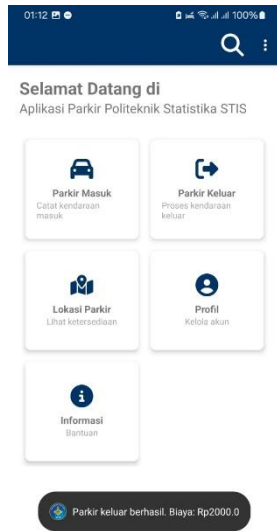 01:12
100%
Selamat Datang di
Aplikasi Parkir Politeknik Statistika STIS
Parkir Masuk
Catat kendaraan
masuk
Parkir Keluar
Proses kendaraan
keluar
Lokasi Parkir
Lihat ketersediaan
Profil
Kelola akun
Informasi
Bantuan
Parkir keluar berhasil. Biaya: Rp2000.0